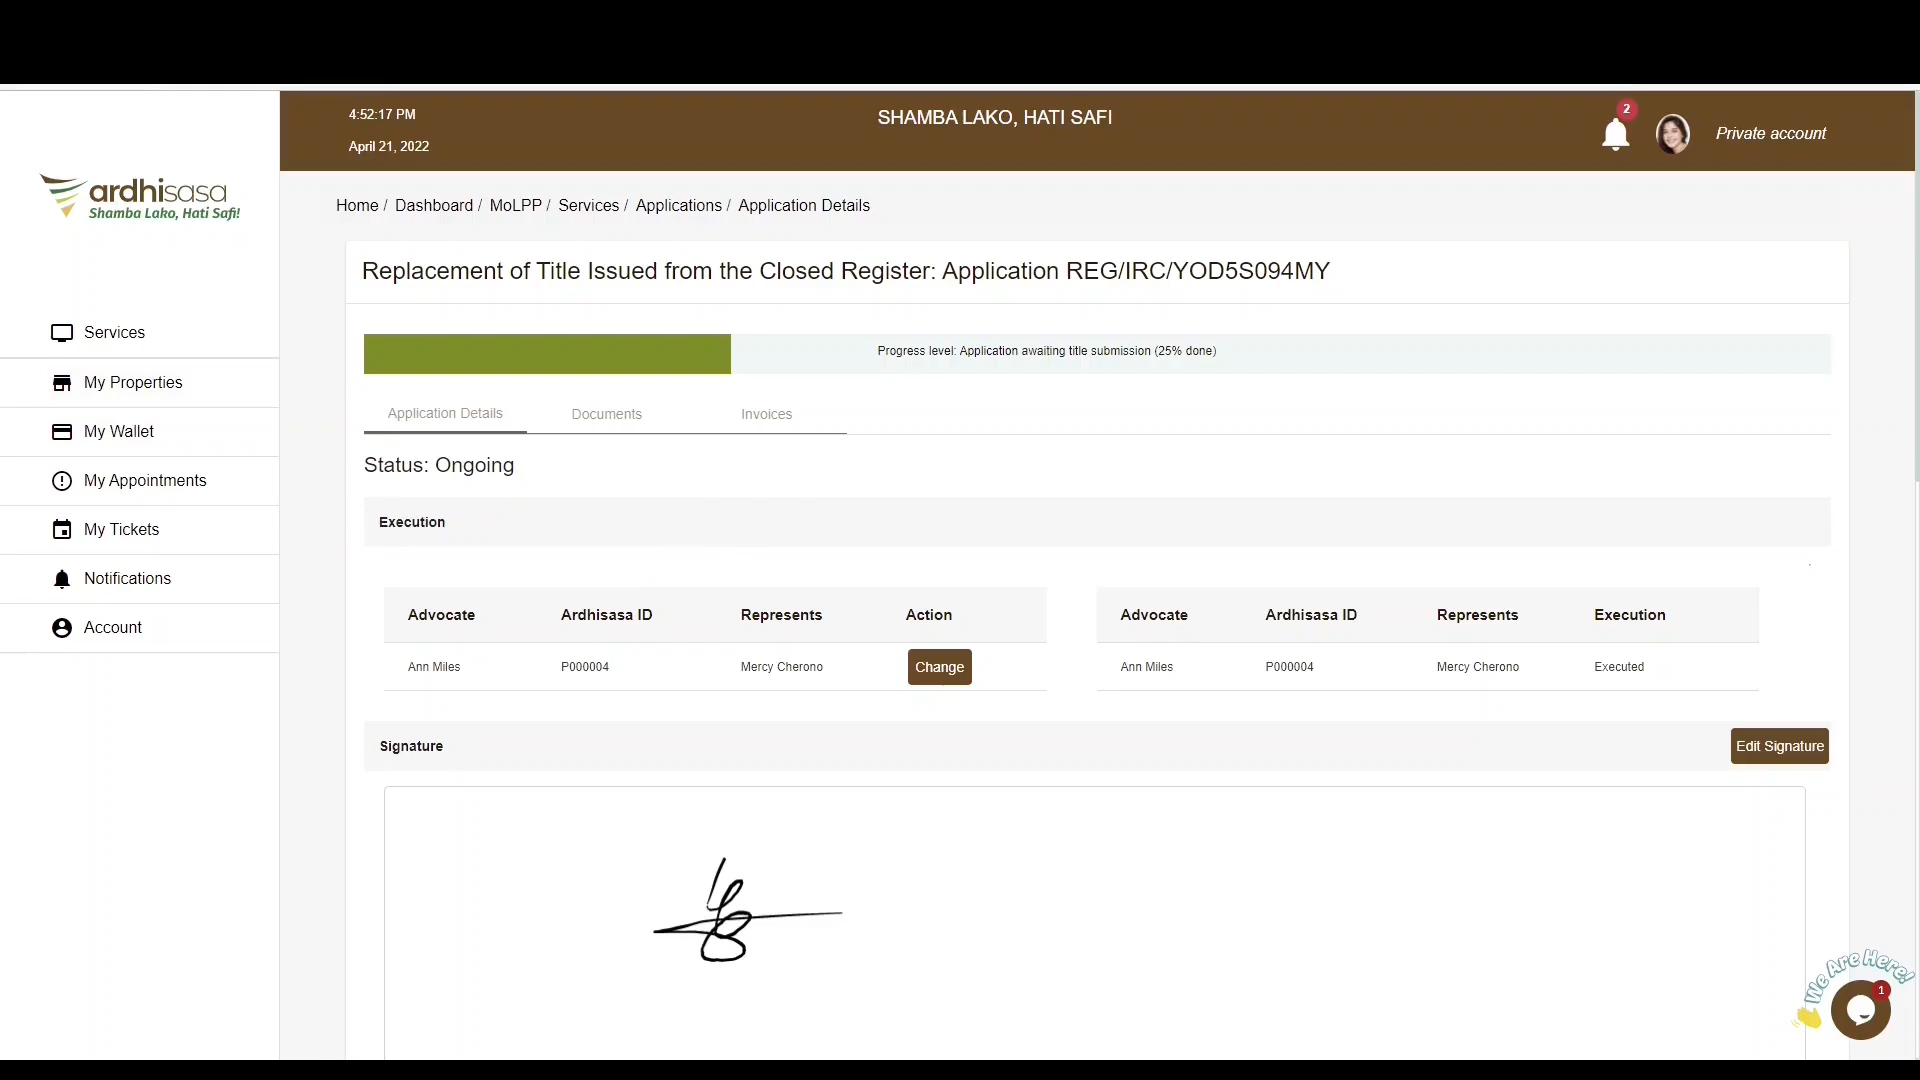 4:52:17 PM
SHAMBA LAKO, HATI SAFI
2
Private account
April 21, 2022
ardhisasa
Shamba Lako, Hati Safi!
Home / Dashboard / MoLPP / Services / Applications / Application Details
Replacement of Title Issued from the Closed Register: Application REG/IRC/YOD5S094MY
Services
My Properties
My Wallet
My Appointments
My Tickets
Notifications
Account
Progress level: Application awaiting title submission (25% done)
Application Details Documents Invoices
Status: Ongoing
Execution
Advocate Ardhisasa ID Represents Action
Ann Miles P000004 Mercy Cherono Change
Advocate Ardhisasa ID Represents Execution
Ann Miles P000004 Mercy Cherono Executed
Signature
Edit Signature
We Are Here!
1